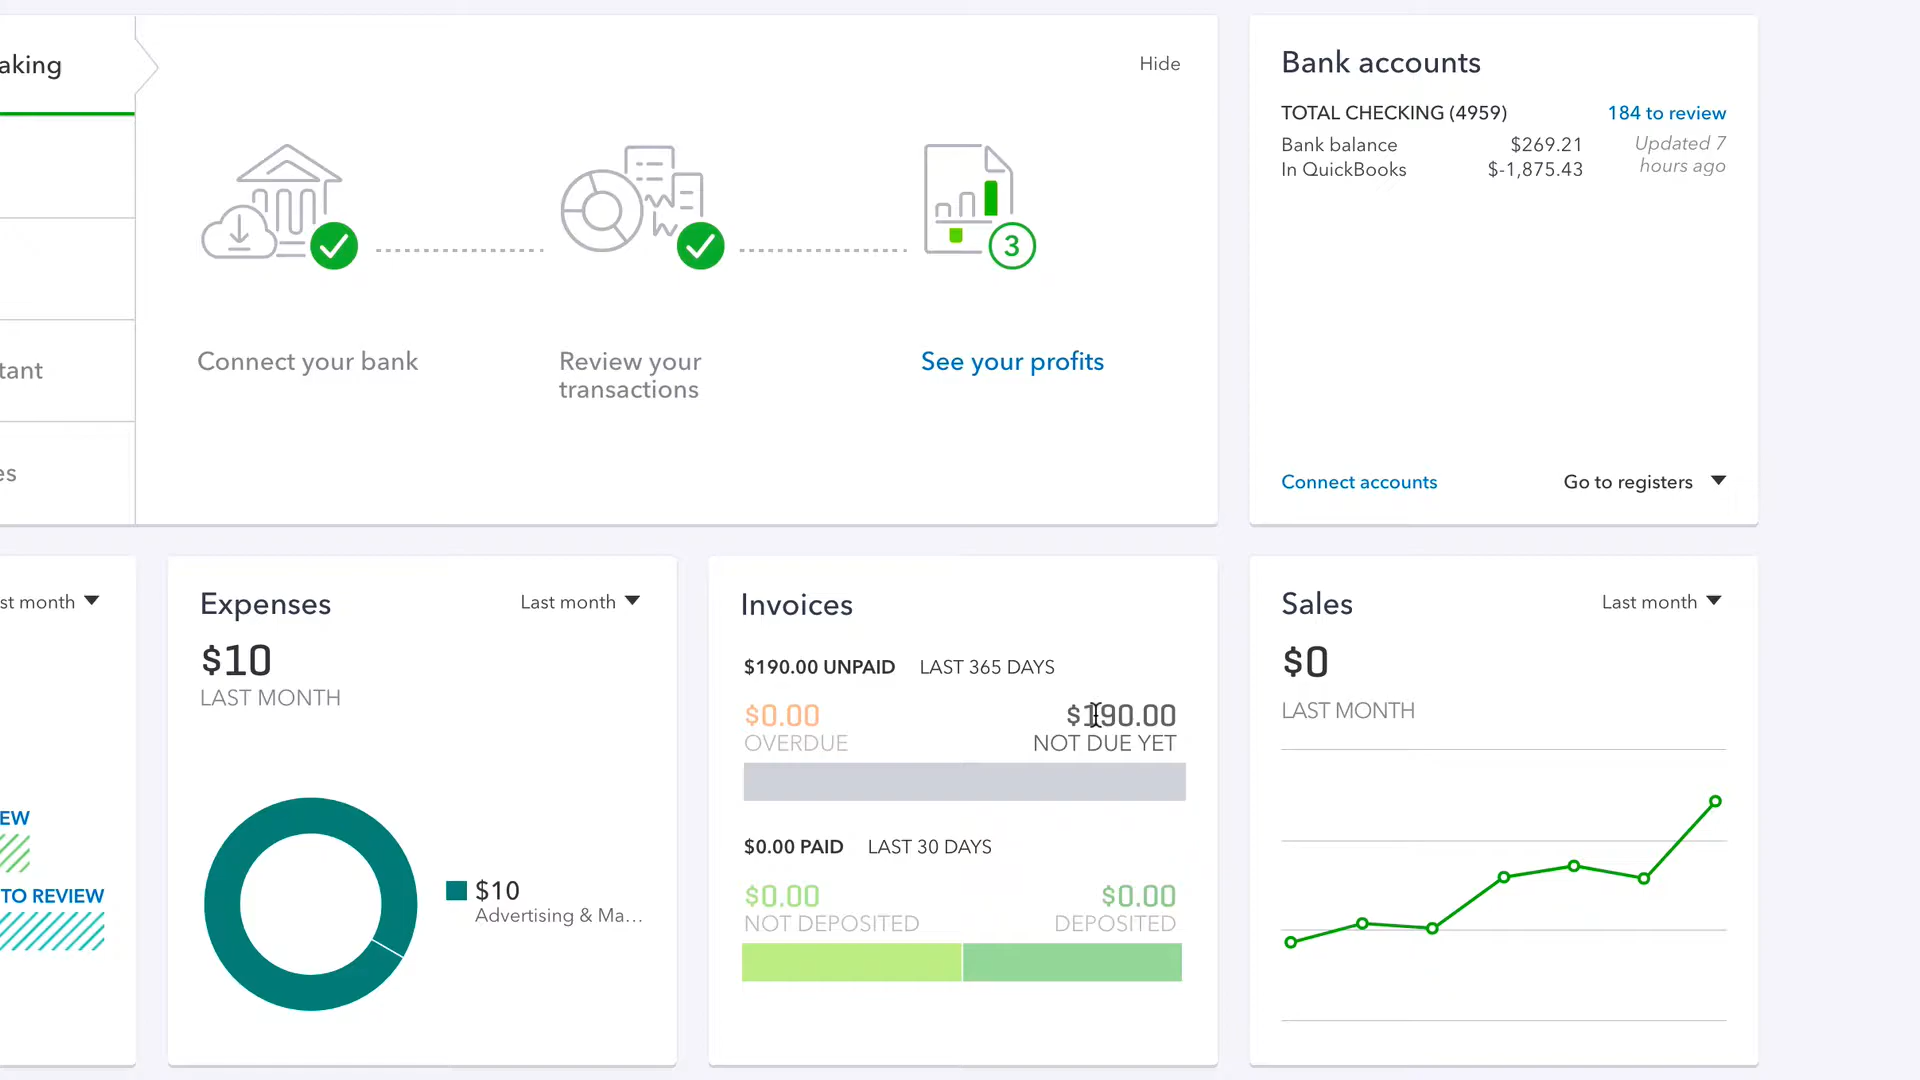 aking
tant
es
Hide
3
Connect your bank
Review your
transactions
See your profits
Bank accounts
TOTAL CHECKING (4959) 184 to review
Bank balance $269.21 Updated 7
In QuickBooks $-1,875.43 hours ago
Connect accounts Go to registers
st month
EW
TO REVIEW
Expenses Last month
$10
LAST MONTH
$10
Advertising & Ma...
Invoices
$190.00 UNPAID LAST 365 DAYS
$0.00 $190.00
OVERDUE NOT DUE YET
$0.00 PAID LAST 30 DAYS
$0.00 $0.00
NOT DEPOSITED DEPOSITED
Sales Last month
$0
LAST MONTH